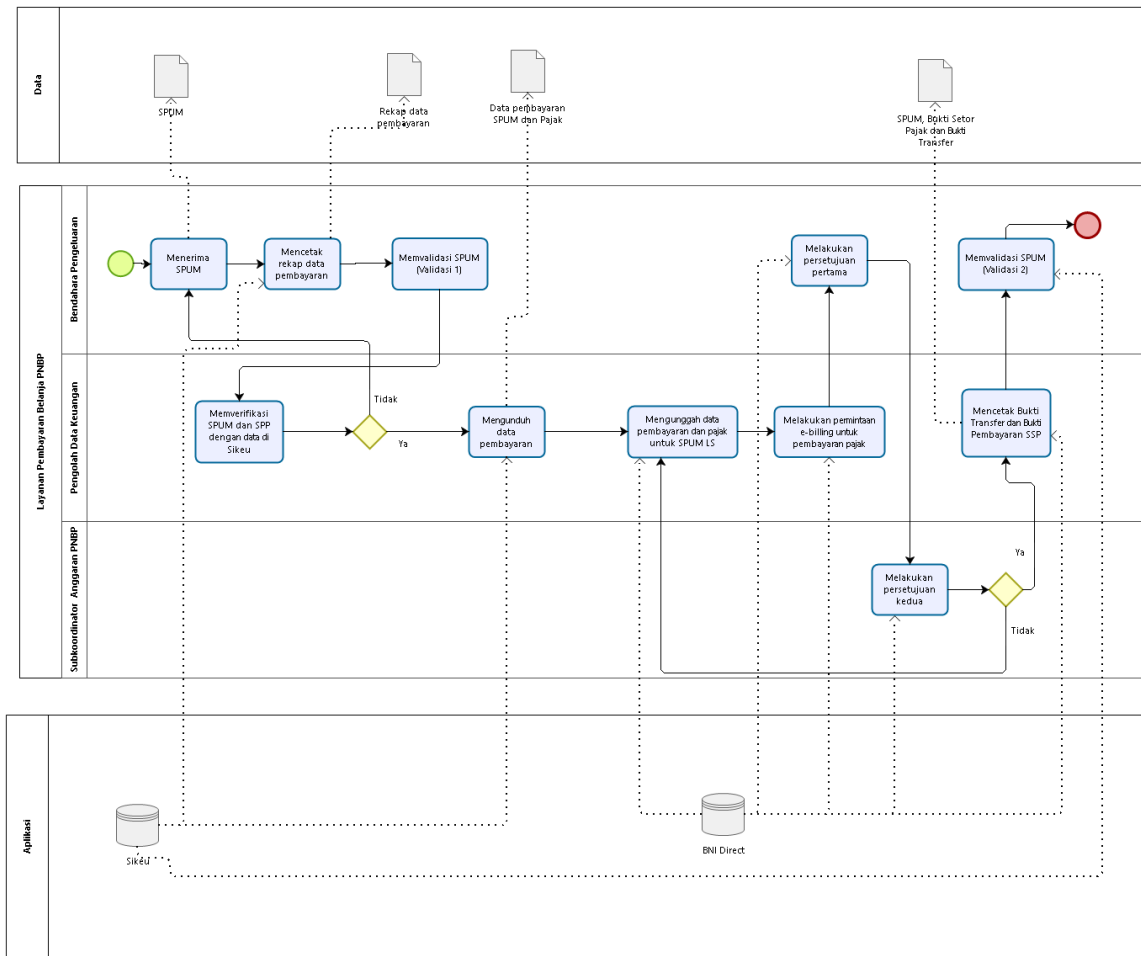 Data
SPUM
Rekap data
pembayaran
Data pembayaran
SPUM dan Pajak
SPUM, Bukti Setor
Pajak dan Bukti
Transfer
Layanan Pembayaran Belanja PNBP
Bendahara Pengeluaran
Menerima
SPUM
Mencetak
rekap data
pembayaran
Memvalidasi SPUM
(Validasi 1)
Melakukan
persetujuan
pertama
Memvalidasi SPUM
(Validasi 2)
Pengolah Data Keuangan
Memverifikasi
SPUM dan SPP
dengan data di
Sikeu
Tidak
Ya
Mengunduh
data
pembayaran
Mengunggah data
pembayaran dan pajak
untuk SPUM LS
Melakukan permintaan
e-billing untuk
pembayaran pajak
Mencetak Bukti
Transfer dan Bukti
Pembayaran SSP
Subkoordinator Anggaran PNBP
Melakukan
persetujuan
kedua
Ya
Tidak
Aplikasi
Sikeu
BNI Direct